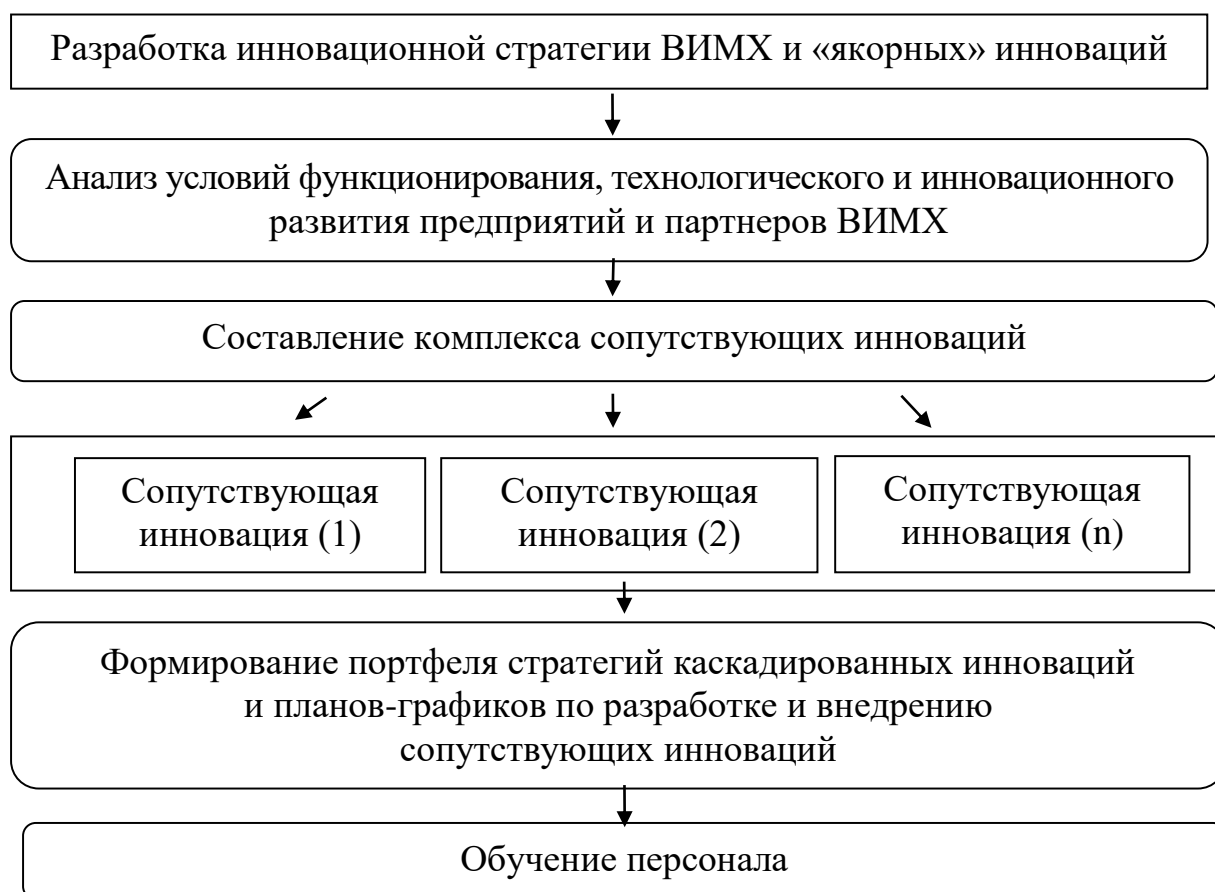 Разработка инновационной стратегии ВИМХ и «якорных» инноваций
Анализ условий функционирования, технологического и инновационного
развития предприятий и партнеров ВИМХ
Составление комплекса сопутствующих инноваций
Сопутствующая
инновация (1)
Сопутствующая
инновация (2)
Сопутствующая
инновация (n)
Формирование портфеля стратегий каскадированных инноваций
и планов-графиков по разработке и внедрению
сопутствующих инноваций
Обучение персонала